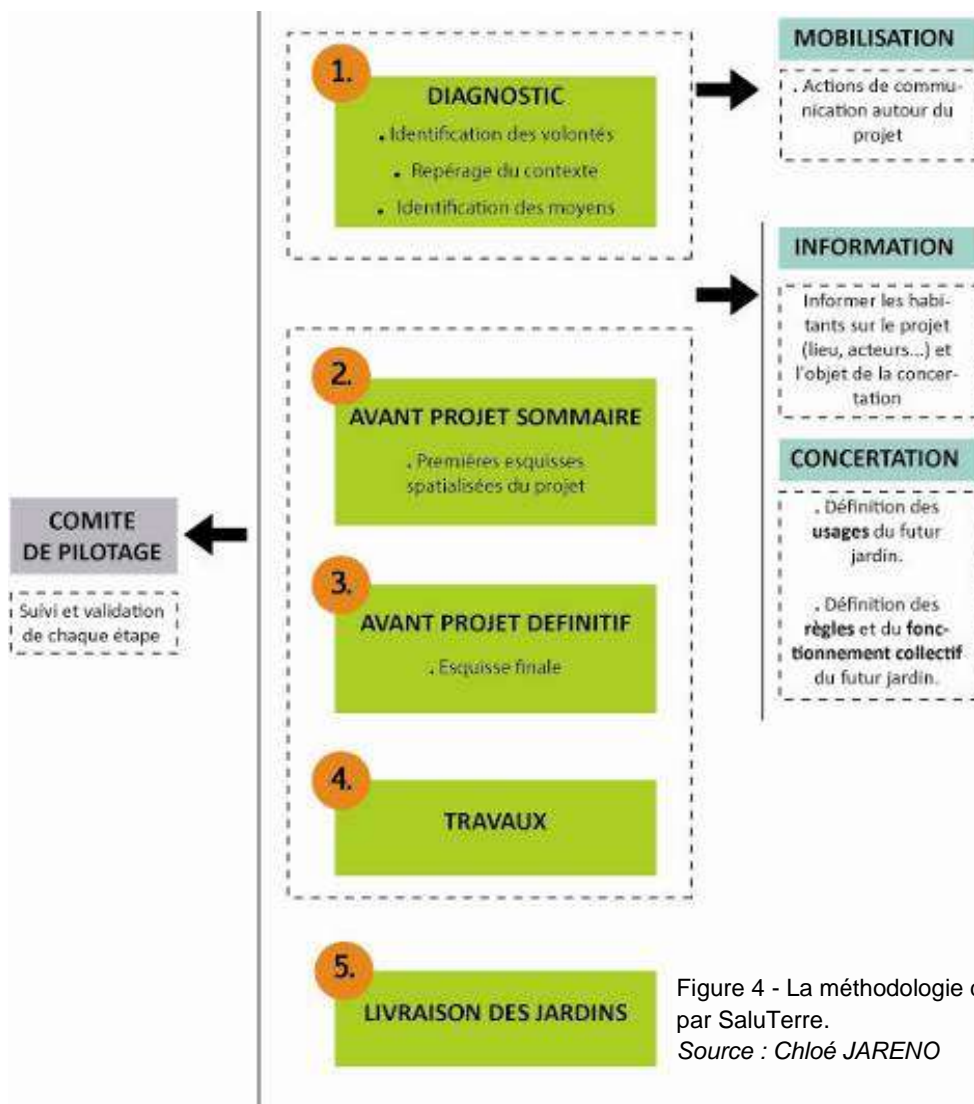 1.
DIAGNOSTIC
. Identification des volontés
. Repérage du contexte
. Identification des moyens
MOBILISATION
. Actions de commu-
nication autour du
projet
INFORMATION
Informer les habi-
tants sur le projet
(lieu, acteurs...) et
l'objet de la concer-
tation
2.
AVANT PROJET SOMMAIRE
. Premières esquisses
spatialisées du projet
CONCERTATION
. Définition des
usages du futur
jardin.
. Définition des
règles et du fonc-
tionnement collectif
du futur jardin.
COMITE
DE PILOTAGE
Suivi et validation
de chaque étape
3.
AVANT PROJET DEFINITIF
. Esquisse finale
4.
TRAVAUX
5.
LIVRAISON DES JARDINS
Figure 4 - La méthodologie
par SaluTerre.
Source : Chloé JARENO